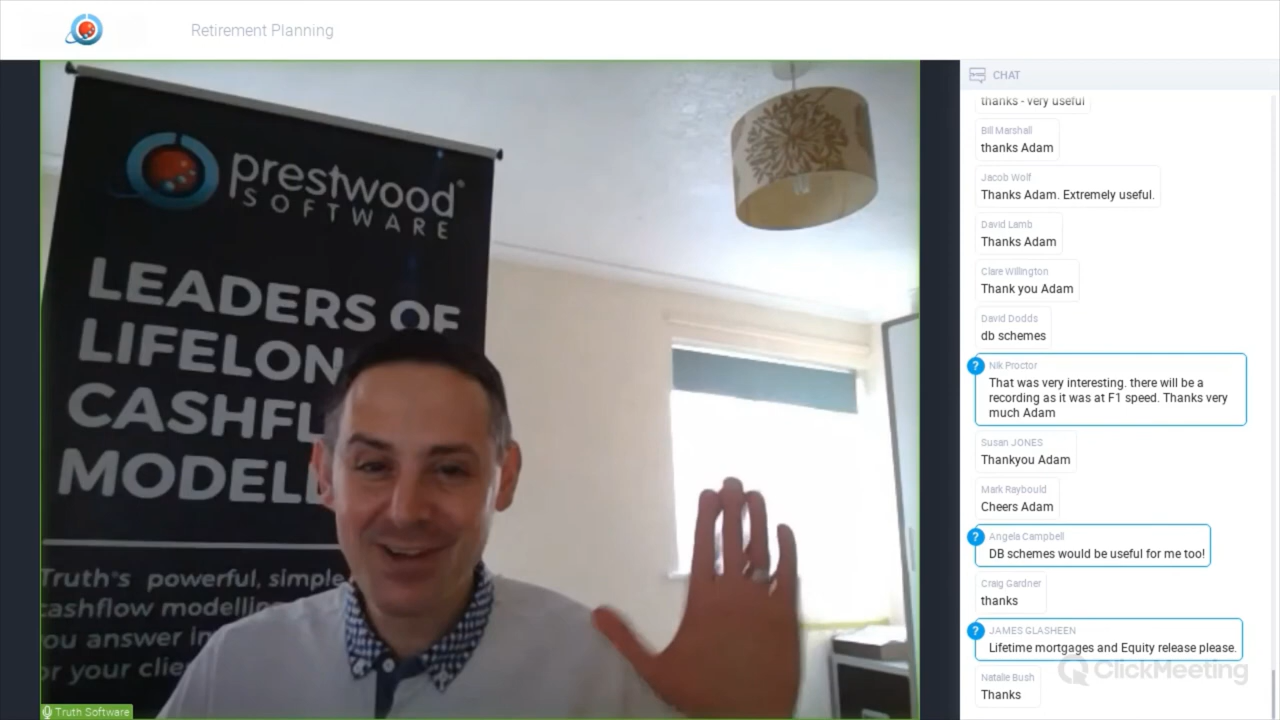 Retirement Planning
prestwood®
SOFTWARE
LEADERS OF
LIFELON
CASHFL
MODELL
Truth's powerful, simple
cashflow modelling
you answer in
or your clie
Truth Software
CHAT
thanks - very useful
Bill Marshall
thanks Adam
Jacob Wolf
Thanks Adam. Extremely useful.
David Lamb
Thanks Adam
Clare Willington
Thank you Adam
David Dodds
db schemes
?
Nik Proctor
That was very interesting. there will be a
recording as it was at F1 speed. Thanks very
much Adam
Susan JONES
Thankyou Adam
Mark Raybould
Cheers Adam
?
Angela Campbell
DB schemes would be useful for me too!
Craig Gardner
thanks
?
JAMES GLASHEEN
Lifetime mortgages and Equity release please.
ClickMeeting
Natalie Bush
Thanks